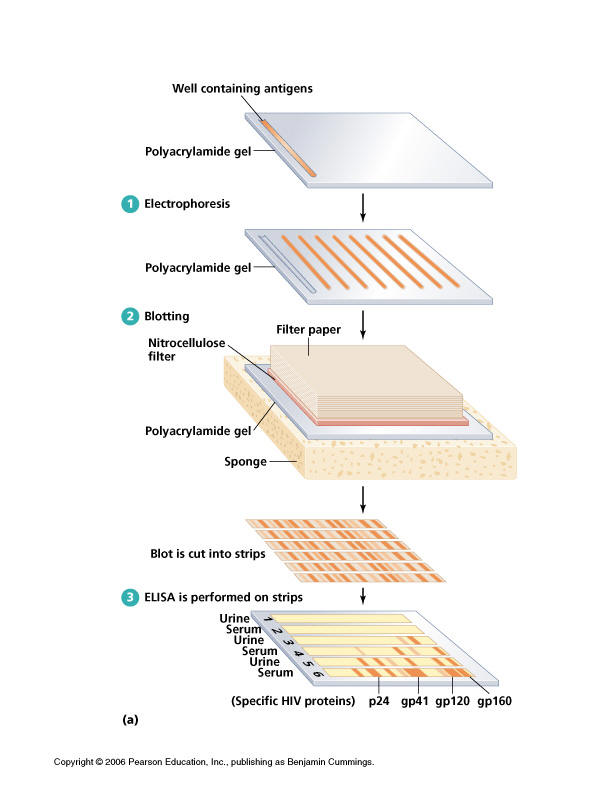 Well containing antigens
Polyacrylamide gel
1 Electrophoresis
Polyacrylamide gel
2 Blotting
Filter paper
Nitrocellulose
filter
Polyacrylamide gel
Sponge
Blot is cut into strips
3 ELISA is performed on strips
Urine 1
Serum 2
Urine 3
Serum 4
Urine 5
Serum 6
(Specific HIV proteins) p24 gp41 gp120 gp160
(a)
Copyright © 2006 Pearson Education, Inc., publishing as Benjamin Cummings.